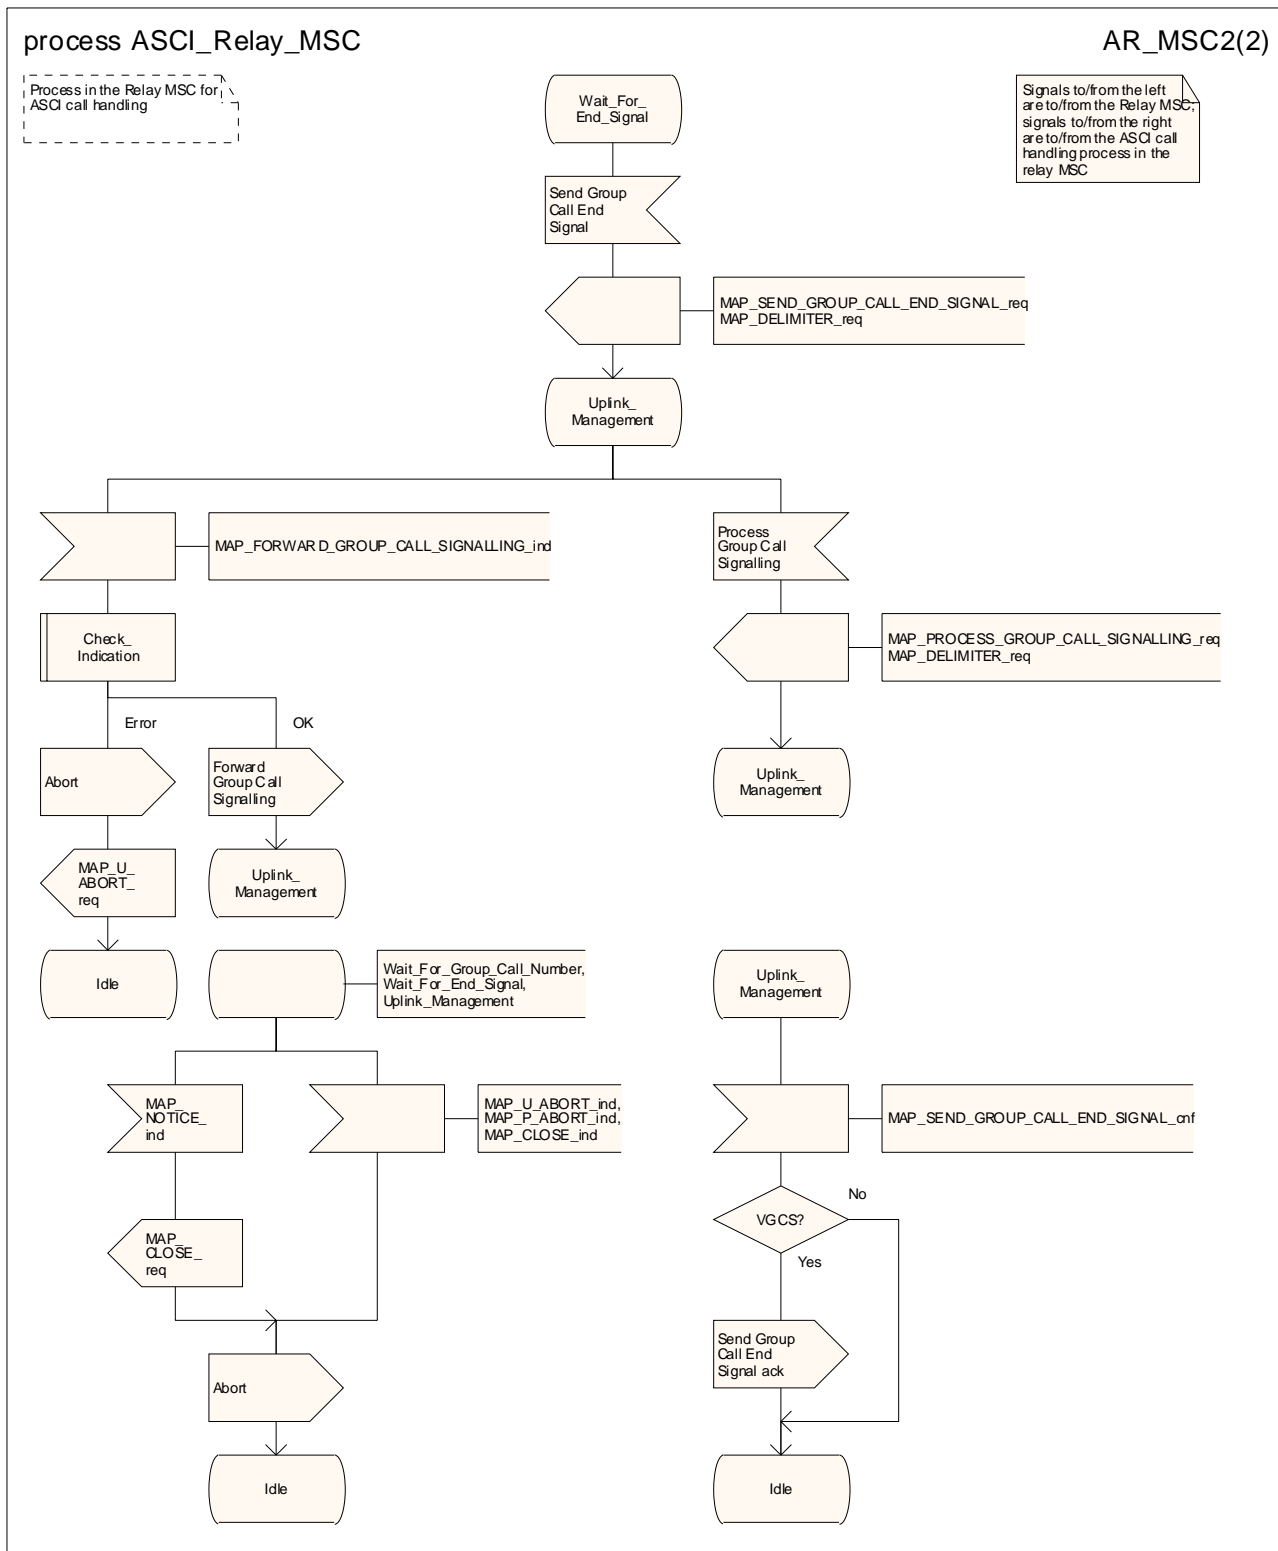 process ASCI_Relay_MSC
AR_MSC2(2)
Process in the Relay MSC for
ASCI call handling
Wait_For_
End_Signal
Signals to/from the left
are to/from the Relay MSC;
signals to/from the right
are to/from the ASCI call
handling process in the
relay MSC
Send Group
Call End
Signal
MAP_SEND_GROUP_CALL_END_SIGNAL_req
MAP_DELIMITER_req
Uplink_
Management
MAP_FORWARD_GROUP_CALL_SIGNALLING_ind
Process
Group Call
Signalling
Check_
Indication
MAP_PROCESS_GROUP_CALL_SIGNALLING_req
MAP_DELIMITER_req
Error
OK
Abort
Forward
Group Call
Signalling
Uplink_
Management
MAP_U_
ABORT_
req
Uplink_
Management
Idle
Wait_For_Group_Call_Number,
Wait_For_End_Signal,
Uplink_Management
Uplink_
Management
MAP_
NOTICE_
ind
MAP_U_ABORT_ind,
MAP_P_ABORT_ind,
MAP_CLOSE_ind
MAP_SEND_GROUP_CALL_END_SIGNAL_cnf
No
VGCS?
Yes
MAP_
CLOSE_
req
Send Group
Call End
Signal ack
Abort
Idle
Idle